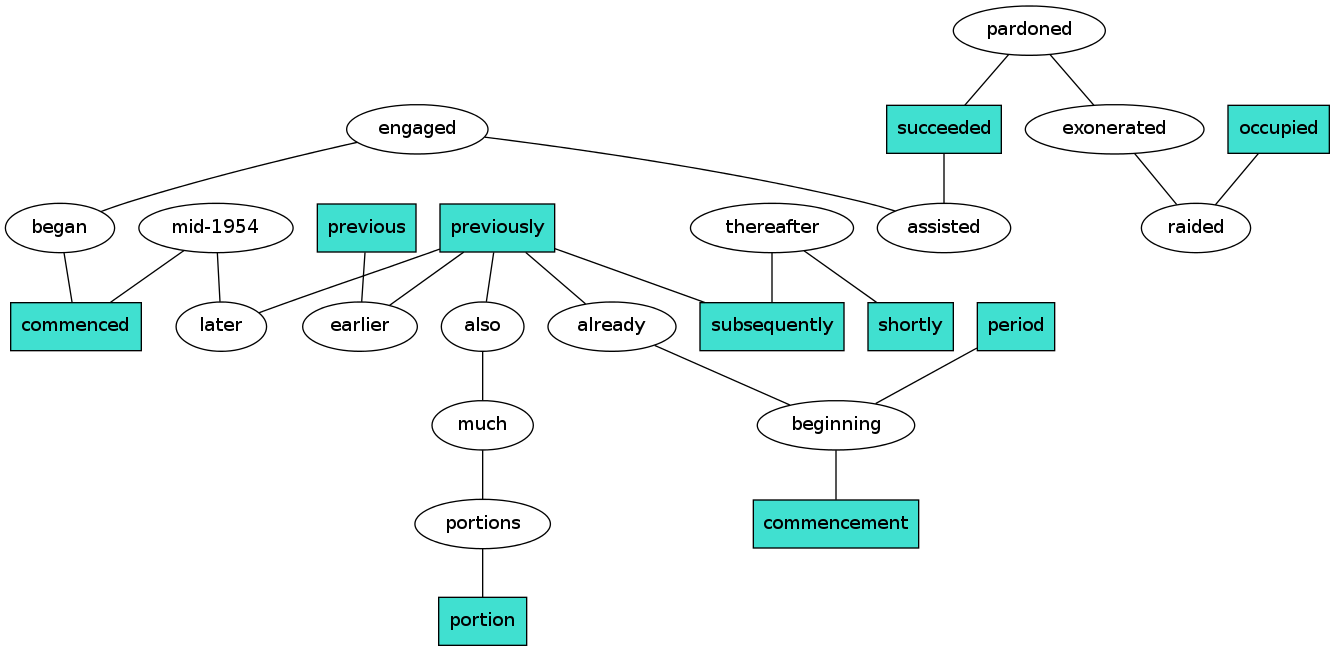 pardoned
engaged
succeeded
exonerated
occupied
began
mid-1954
previous
previously
thereafter
assisted
raided
commenced
later
earlier
also
already
subsequently
shortly
period
much
beginning
portions
commencement
portion